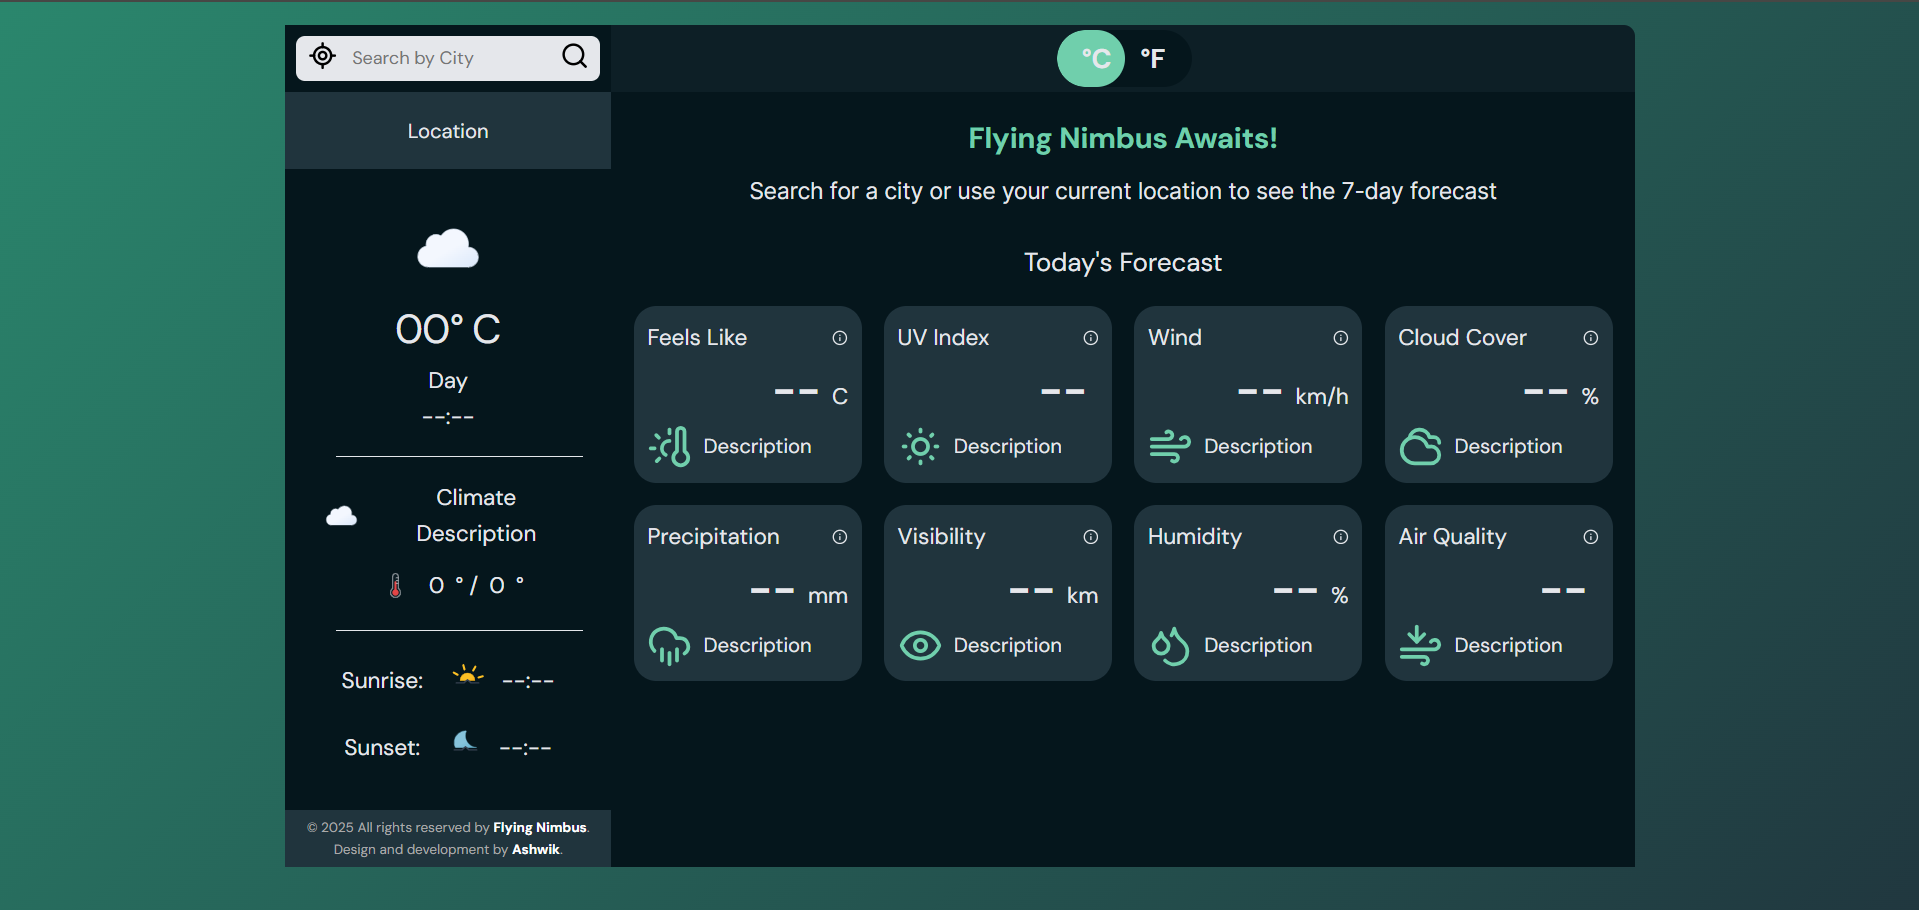 Search by City
°C °F
Location
00° C
Day
--:--
Climate
Description
0 ° / 0 °
Sunrise: --:--
Sunset: --:--
© 2025 All rights reserved by Flying Nimbus.
Design and development by Ashwik.
Flying Nimbus Awaits!
Search for a city or use your current location to see the 7-day forecast
Today's Forecast
Feels Like
-- C
Description
UV Index
--
Description
Wind
-- km/h
Description
Cloud Cover
-- %
Description
Precipitation
-- mm
Description
Visibility
-- km
Description
Humidity
-- %
Description
Air Quality
--
Description